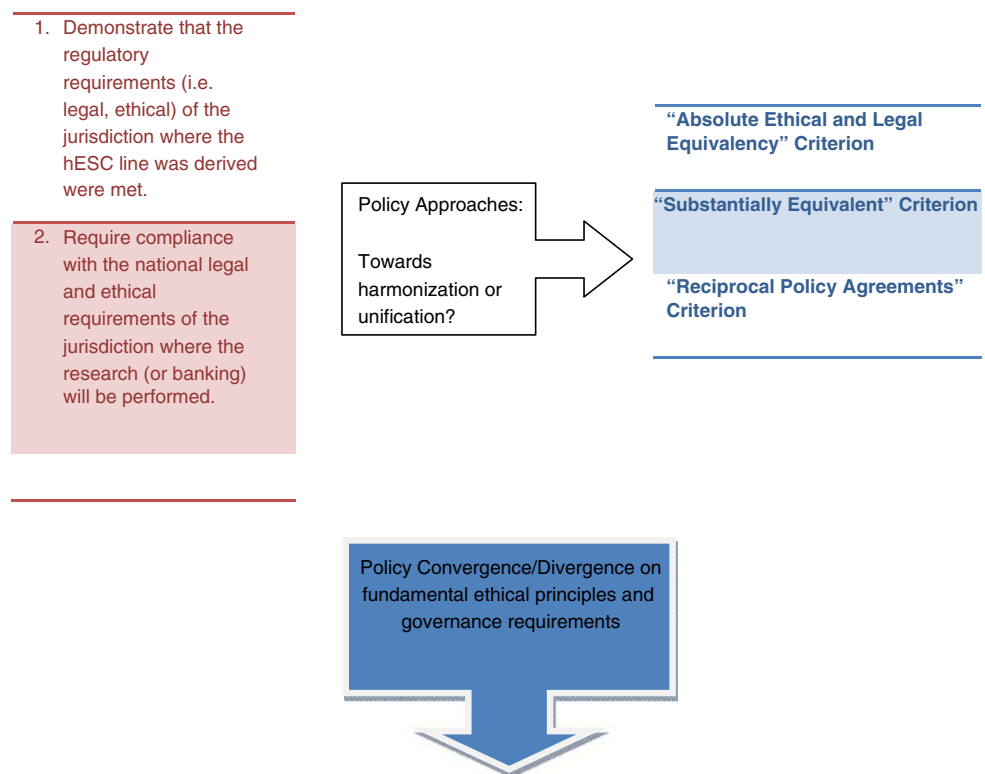 1. Demonstrate that the
regulatory
requirements (i.e.
legal, ethical) of the
jurisdiction where the
hESC line was derived
were met.
2. Require compliance
with the national legal
and ethical
requirements of the
jurisdiction where the
research (or banking)
will be performed.
Policy Approaches:
Towards
harmonization or
unification?
“Absolute Ethical and Legal
Equivalency” Criterion
“Substantially Equivalent” Criterion
“Reciprocal Policy Agreements”
Criterion
Policy Convergence/Divergence on
fundamental ethical principles and
governance requirements